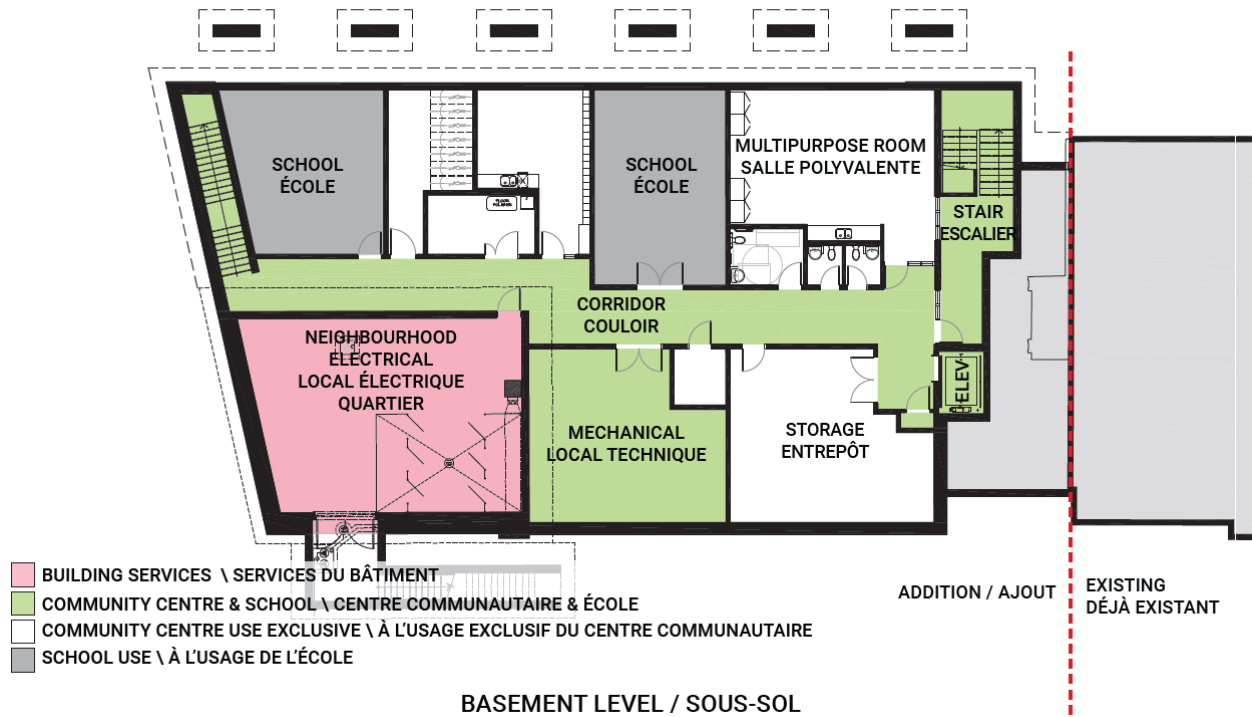 SCHOOL
ÉCOLE
FLOOR
POLISHER
SCHOOL
ÉCOLE
MULTIPURPOSE ROOM
SALLE POLYVALENTE
STAIR
ESCALIER
CORRIDOR
COULOIR
NEIGHBOURHOOD
ELECTRICAL
LOCAL ÉLECTRIQUE
QUARTIER
MECHANICAL
LOCAL TECHNIQUE
STORAGE
ENTREPÔT
ELEV
BUILDING SERVICES \ SERVICES DU BÂTIMENT
COMMUNITY CENTRE & SCHOOL \ CENTRE COMMUNAUTAIRE & ÉCOLE
COMMUNITY CENTRE USE EXCLUSIVE \ À L'USAGE EXCLUSIF DU CENTRE COMMUNAUTAIRE
SCHOOL USE \ À L'USAGE DE L'ÉCOLE
ADDITION / AJOUT
EXISTING
DÉJÀ EXISTANT
BASEMENT LEVEL / SOUS-SOL